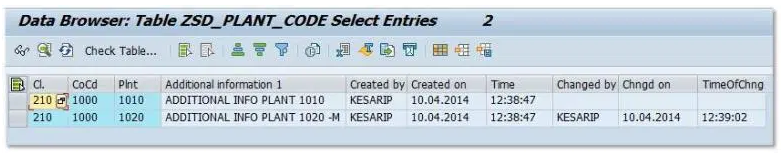 Data Browser: Table ZSD_PLANT_CODE Select Entries 2
Check Table...
Cl. CoCd Plnt Additional information 1 Created by Created on Time Changed by Chngd on TimeOfChng
210 1000 1010 ADDITIONAL INFO PLANT 1010 KESARIP 10.04.2014 12:38:47
210 1000 1020 ADDITIONAL INFO PLANT 1020 -M KESARIP 10.04.2014 12:38:47 KESARIP 10.04.2014 12:39:02